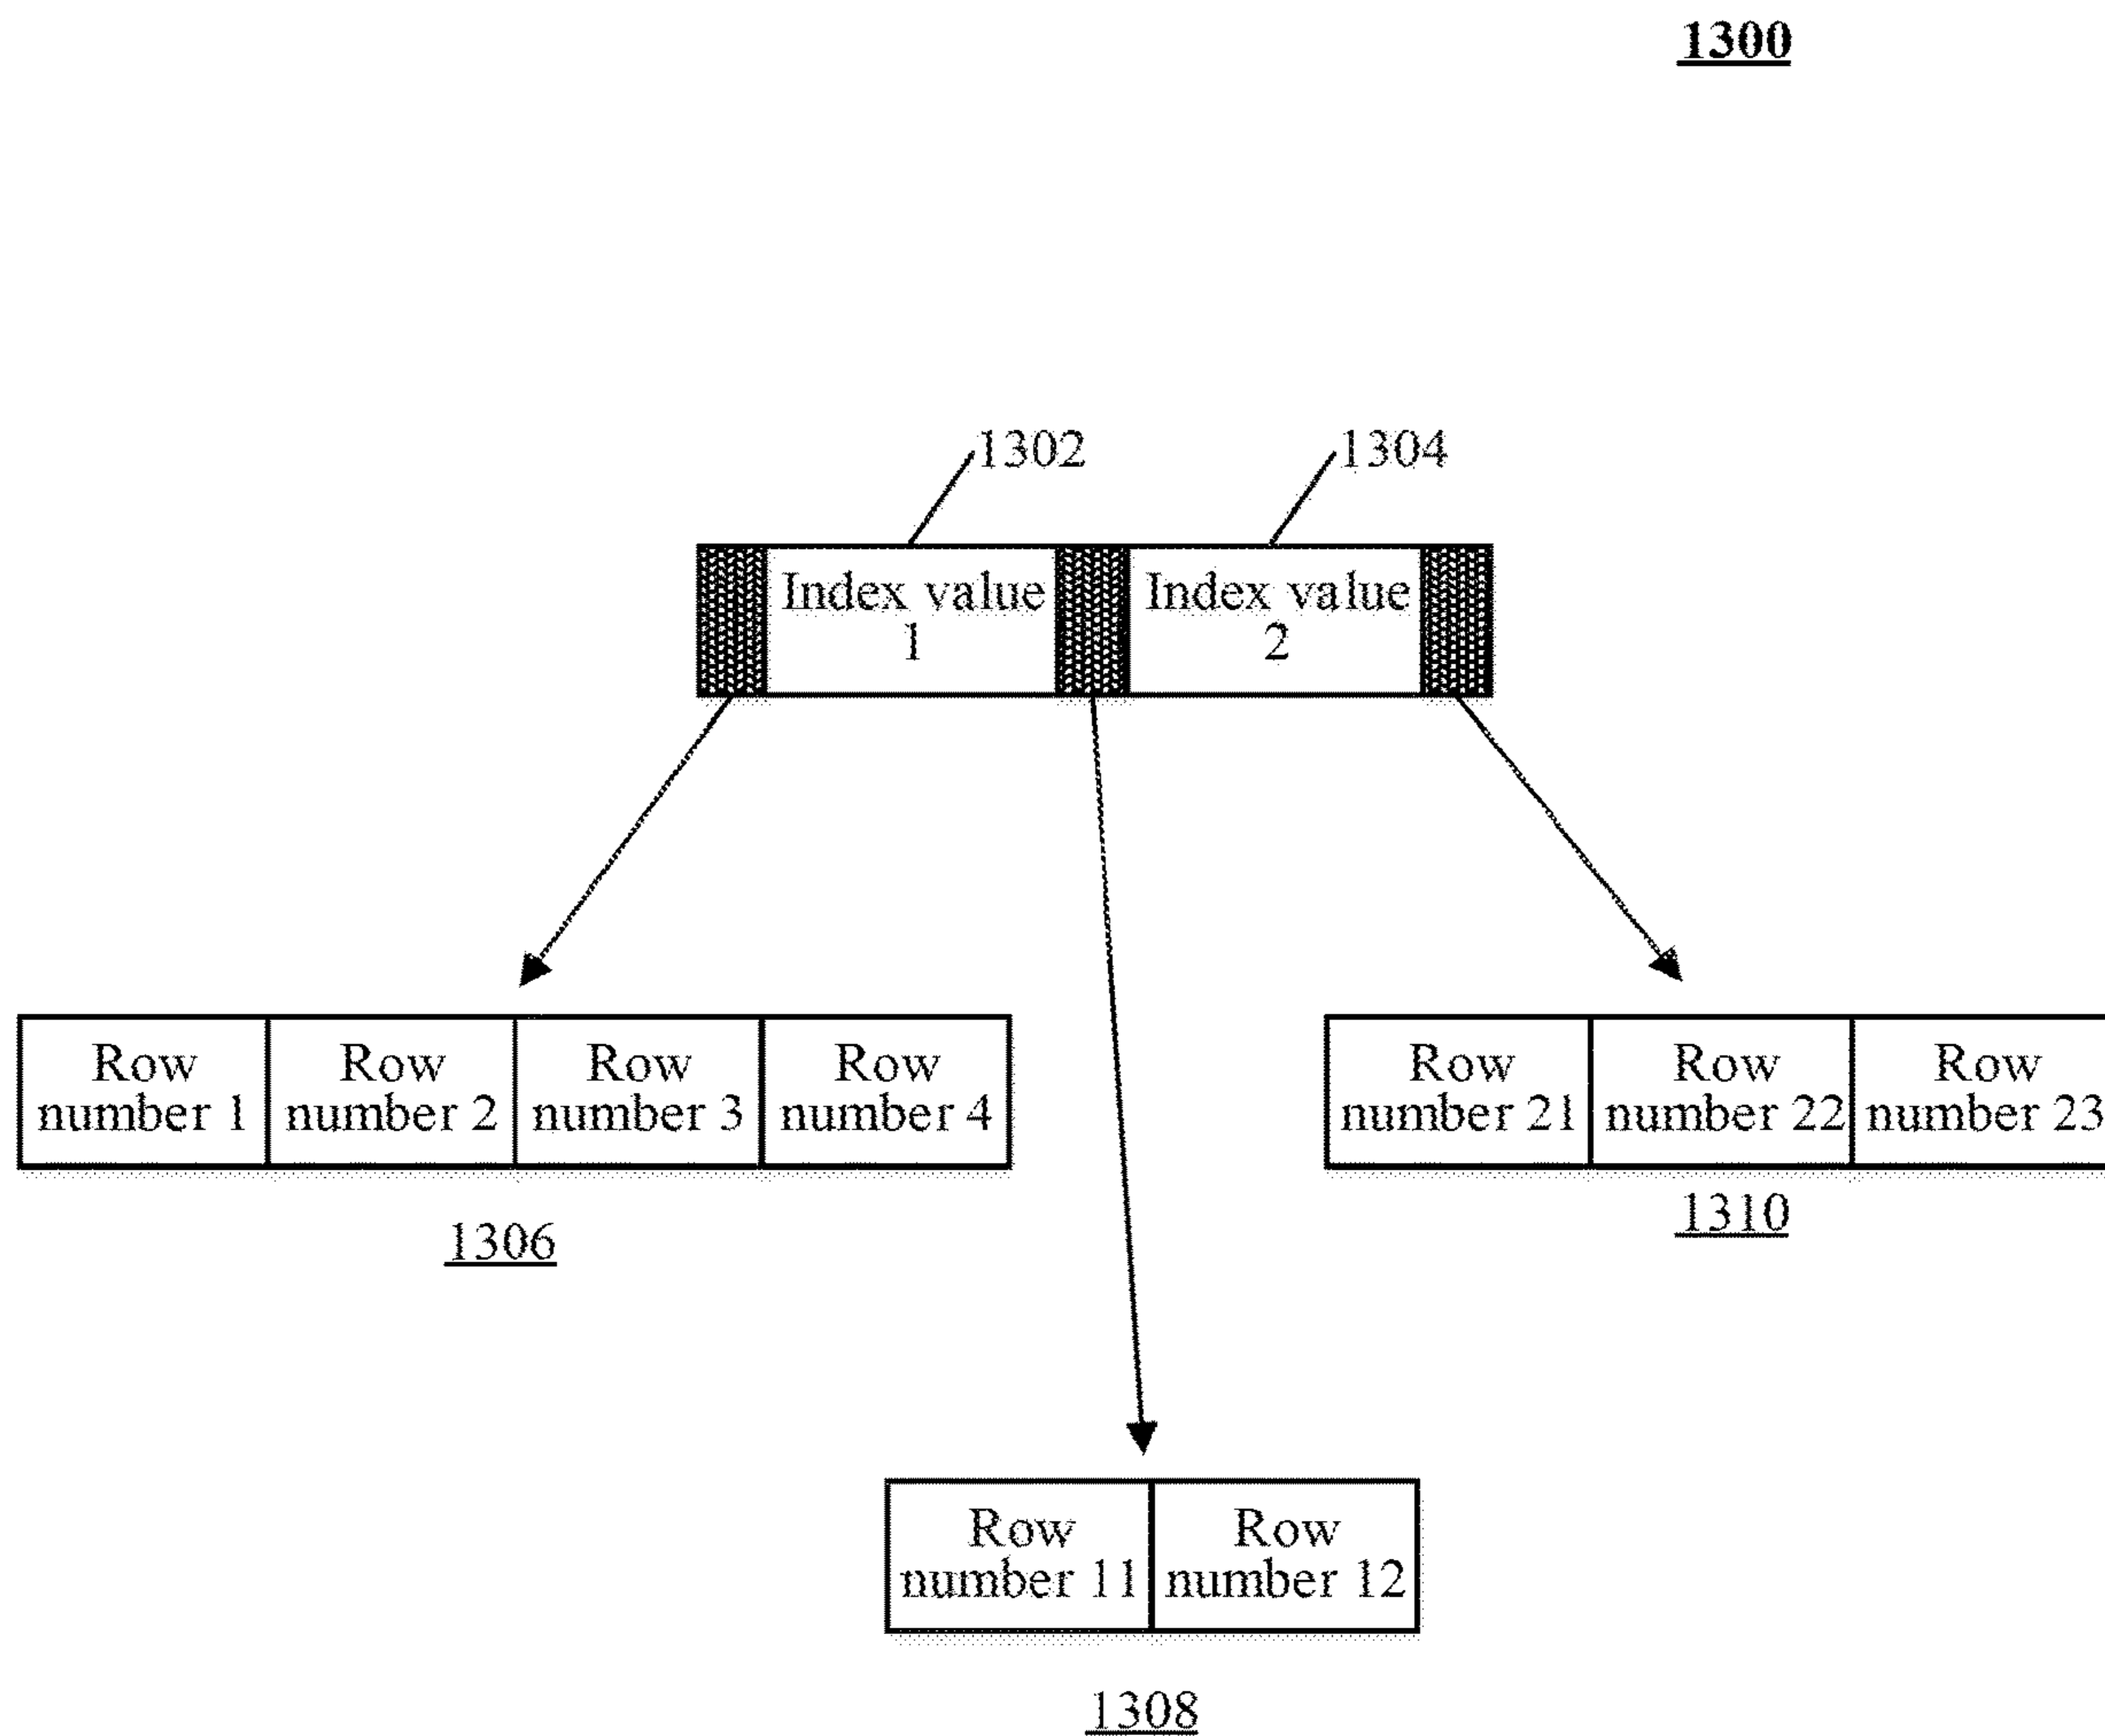 1300
1302
1304
Index value
1
Index value
2
Row
number 1
Row
number 2
Row
number 3
Row
number 4
Row
number 21
Row
number 22
Row
number 23
1306
1310
Row
number 11
Row
number 12
1308